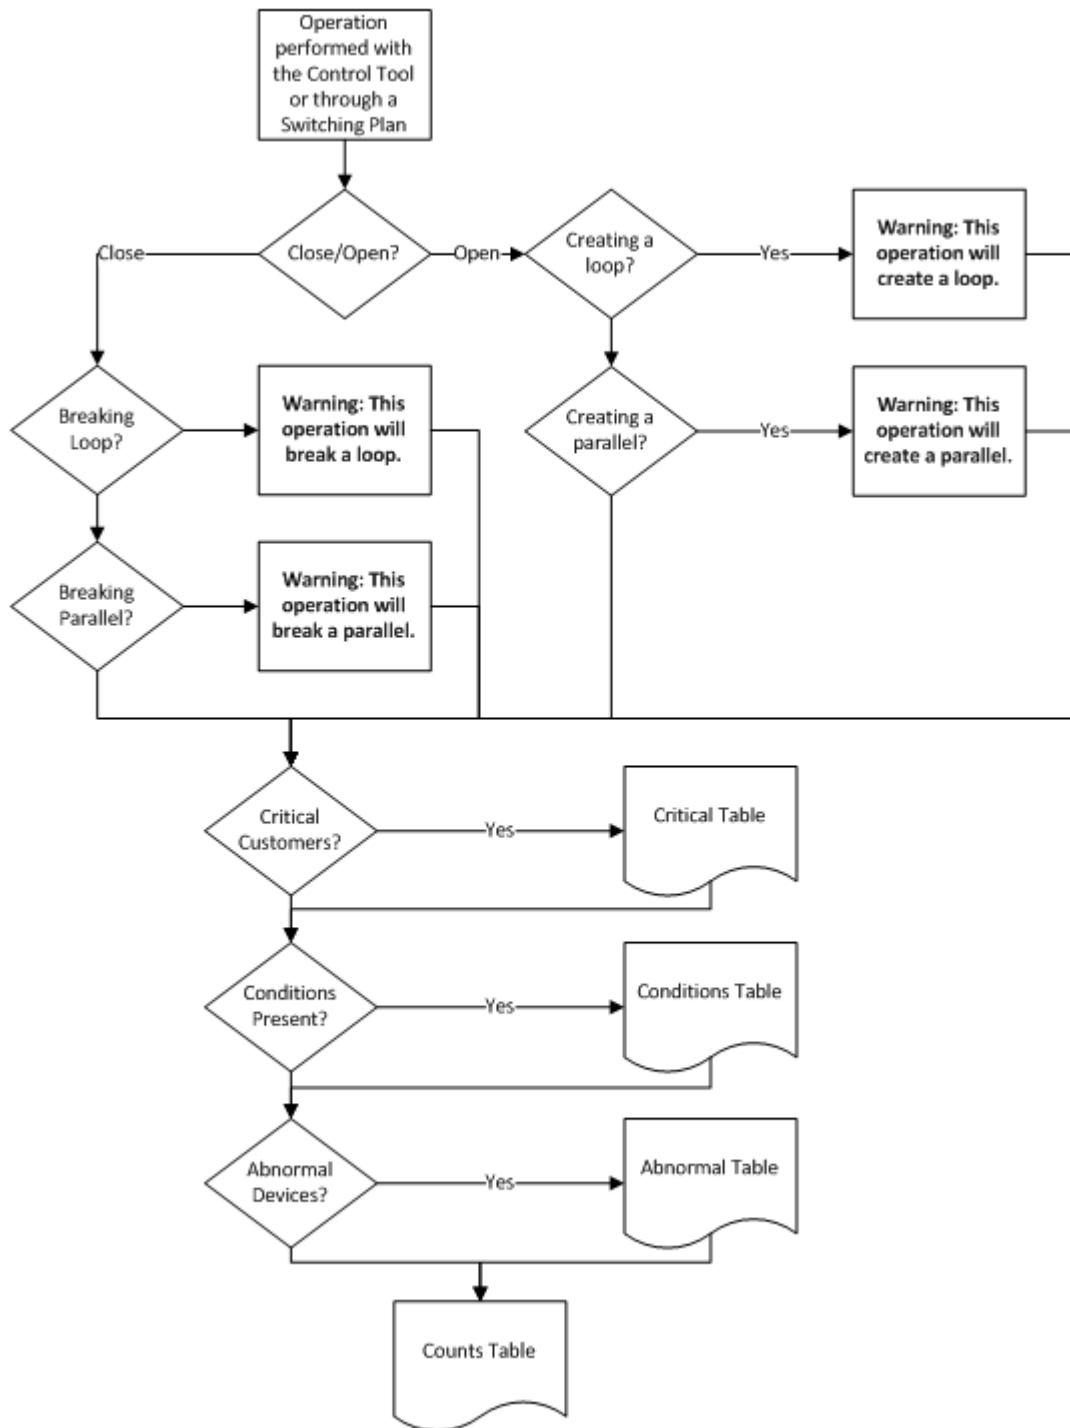 Operation
performed with
the Control Tool
or through a
Switching Plan
Close
Close/Open?
Open
Creating a
loop?
Yes
Warning: This
operation will
create a loop.
Breaking
Loop?
Warning: This
operation will
break a loop.
Creating a
parallel?
Yes
Warning: This
operation will
create a parallel.
Breaking
Parallel?
Warning: This
operation will
break a parallel.
Critical
Customers?
Yes
Critical Table
Conditions
Present?
Yes
Conditions Table
Abnormal
Devices?
Yes
Abnormal Table
Counts Table